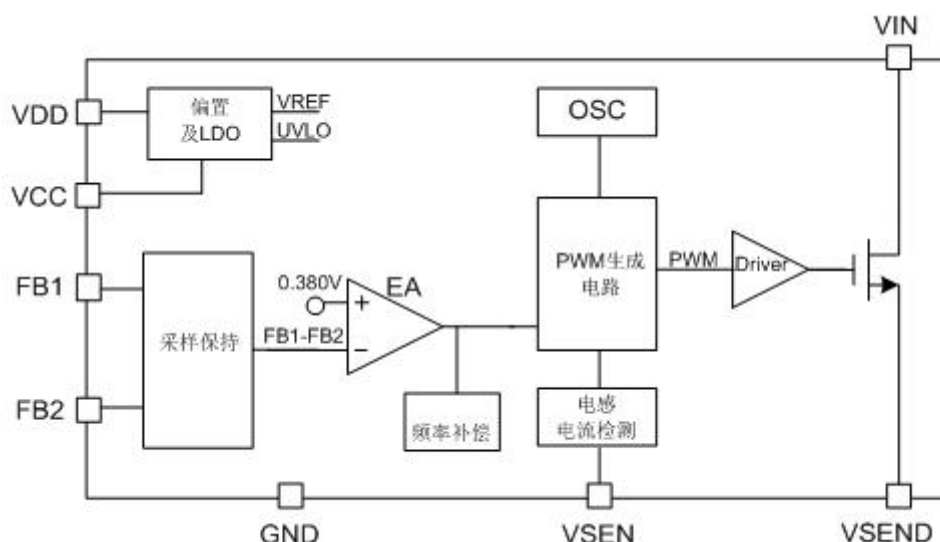 VIN
VDD
偏置
及LDO
VREF
UVLO
OSC
VCC
FB1
采样保持
0.380V
EA
+
FB1-FB2
−
PWM生成
电路
PWM
Driver
FB2
频率补偿
电感
电流检测
GND
VSEN
VSEND